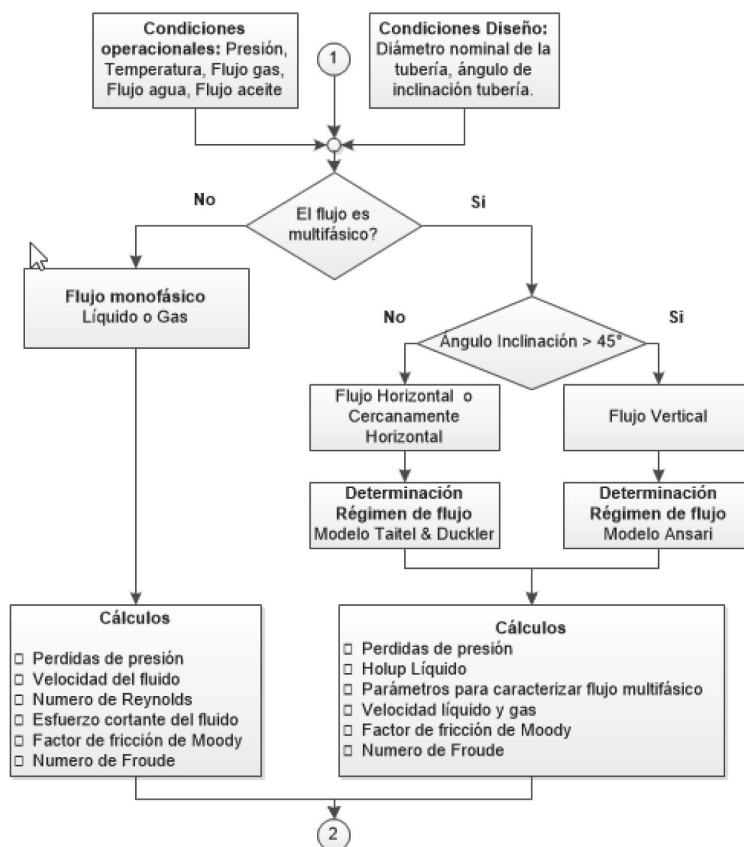 Condiciones
operacionales: Presión,
Temperatura, Flujo gas,
Flujo agua, Flujo aceite
1
Condiciones Diseño:
Diámetro nominal de la
tubería, ángulo de
inclinación tubería.
No
El flujo es
multifásico?
Si
Flujo monofásico
Líquido o Gas
No
Ángulo Inclinación > 45°
Si
Flujo Horizontal o
Cercanamente
Horizontal
Flujo Vertical
Determinación
Régimen de flujo
Modelo Taitel & Duckler
Determinación
Régimen de flujo
Modelo Ansari
Cálculos
Perdidas de presión
Velocidad del fluido
Numero de Reynolds
Esfuerzo cortante del fluido
Factor de fricción de Moody
Numero de Froude
Cálculos
Perdidas de presión
Holup Líquido
Parámetros para caracterizar flujo multifásico
Velocidad líquido y gas
Factor de fricción de Moody
Numero de Froude
2